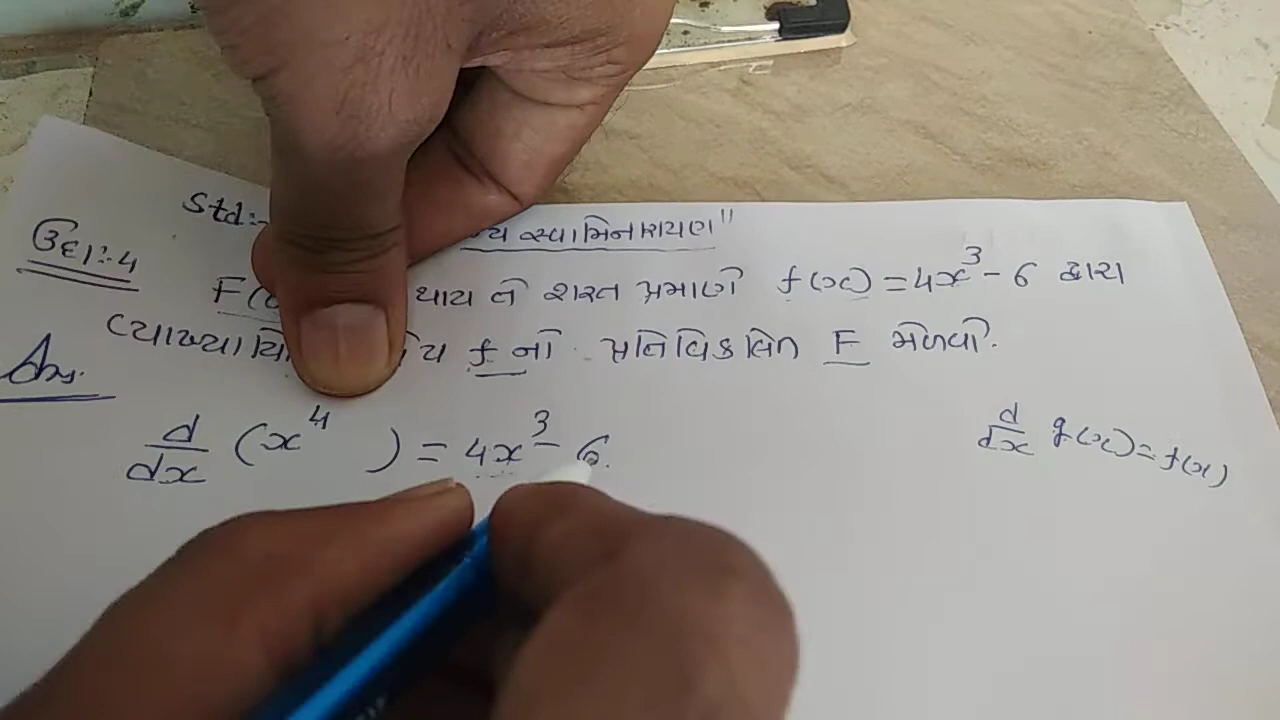 Std:-
સ્વામિનારાયણ"
ઉદા:-4 F( થાય તે શરત પ્રમાણે f(x) = 4x³ - 6 દ્વારા
f નો પ્રતિવિકલિત F મેળવો.
Ans.
d/dx (x⁴ ) = 4x³ - 6.
d/dx f(x) = f(x)